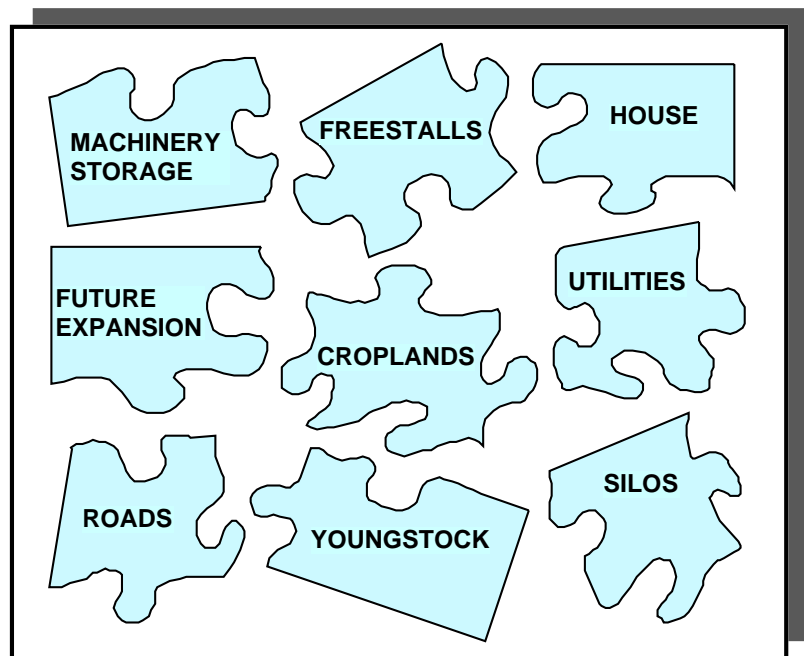 MACHINERY
STORAGE
FREESTALLS
HOUSE
FUTURE
EXPANSION
CROPLANDS
UTILITIES
ROADS
YOUNGSTOCK
SILOS